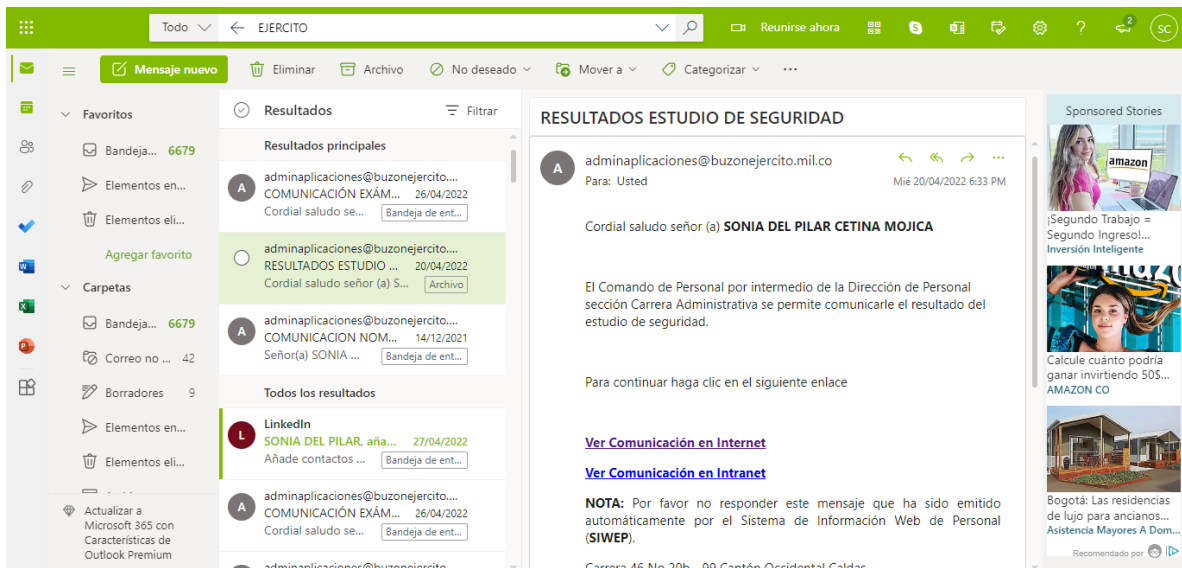 Todo
EJERCITO
Reunirse ahora
2
SC
Mensaje nuevo
Eliminar
Archivo
No deseado
Mover a
Categorizar
...
Favoritos
Bandeja... 6679
Elementos en...
Elementos eli...
Agregar favorito
Carpetas
Bandeja... 6679
Correo no ... 42
Borradores 9
Elementos en...
Elementos eli...
Actualizar a
Microsoft 365 con
Características de
Outlook Premium
Resultados
Filtrar
Resultados principales
A
adminaplicaciones@buzonejercito....
COMUNICACIÓN EXÁM... 26/04/2022
Cordial saludo se... Bandeja de ent...
adminaplicaciones@buzonejercito....
RESULTADOS ESTUDIO ... 20/04/2022
Cordial saludo señor (a) S... Archivo
A
adminaplicaciones@buzonejercito....
COMUNICACION NOM... 14/12/2021
Señor(a) SONIA ... Bandeja de ent...
Todos los resultados
L
LinkedIn
SONIA DEL PILAR, aña... 27/04/2022
Añade contactos ... Bandeja de ent...
A
adminaplicaciones@buzonejercito....
COMUNICACIÓN EXÁM... 26/04/2022
Cordial saludo se... Bandeja de ent...
adminaplicaciones@buzonejercito....
RESULTADOS ESTUDIO DE SEGURIDAD
A
adminaplicaciones@buzonejercito.mil.co
Para: Usted
Mié 20/04/2022 6:33 PM
Cordial saludo señor (a) SONIA DEL PILAR CETINA MOJICA
El Comando de Personal por intermedio de la Dirección de Personal
sección Carrera Administrativa se permite comunicarle el resultado del
estudio de seguridad.
Para continuar haga clic en el siguiente enlace
Ver Comunicación en Internet
Ver Comunicación en Intranet
NOTA: Por favor no responder este mensaje que ha sido emitido
automáticamente por el Sistema de Información Web de Personal
(SIWEP).
Carrera 46 No 20b - 99 Cantón Occidental Caldas
Sponsored Stories
amazon
¡Segundo Trabajo =
Segundo Ingreso!...
Inversión Inteligente
Calcule cuánto podría
ganar invirtiendo 50$...
AMAZON CO
Bogotá: Las residencias
de lujo para ancianos...
Asistencia Mayores A Dom...
Recomendado por